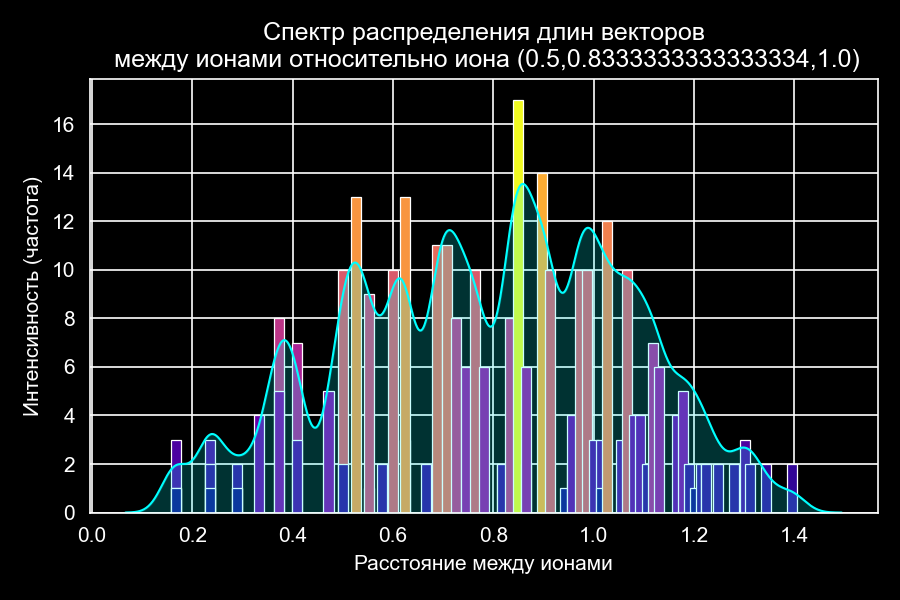 Спектр распределения длин векторов
между ионами относительно иона (0.5,0.8333333333333334,1.0)
Интенсивность (частота)
16
14
12
10
8
6
4
2
0
0.0 0.2 0.4 0.6 0.8 1.0 1.2 1.4
Расстояние между ионами